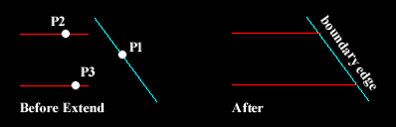 P2
P1
P3
boundary edge
Before Extend
After